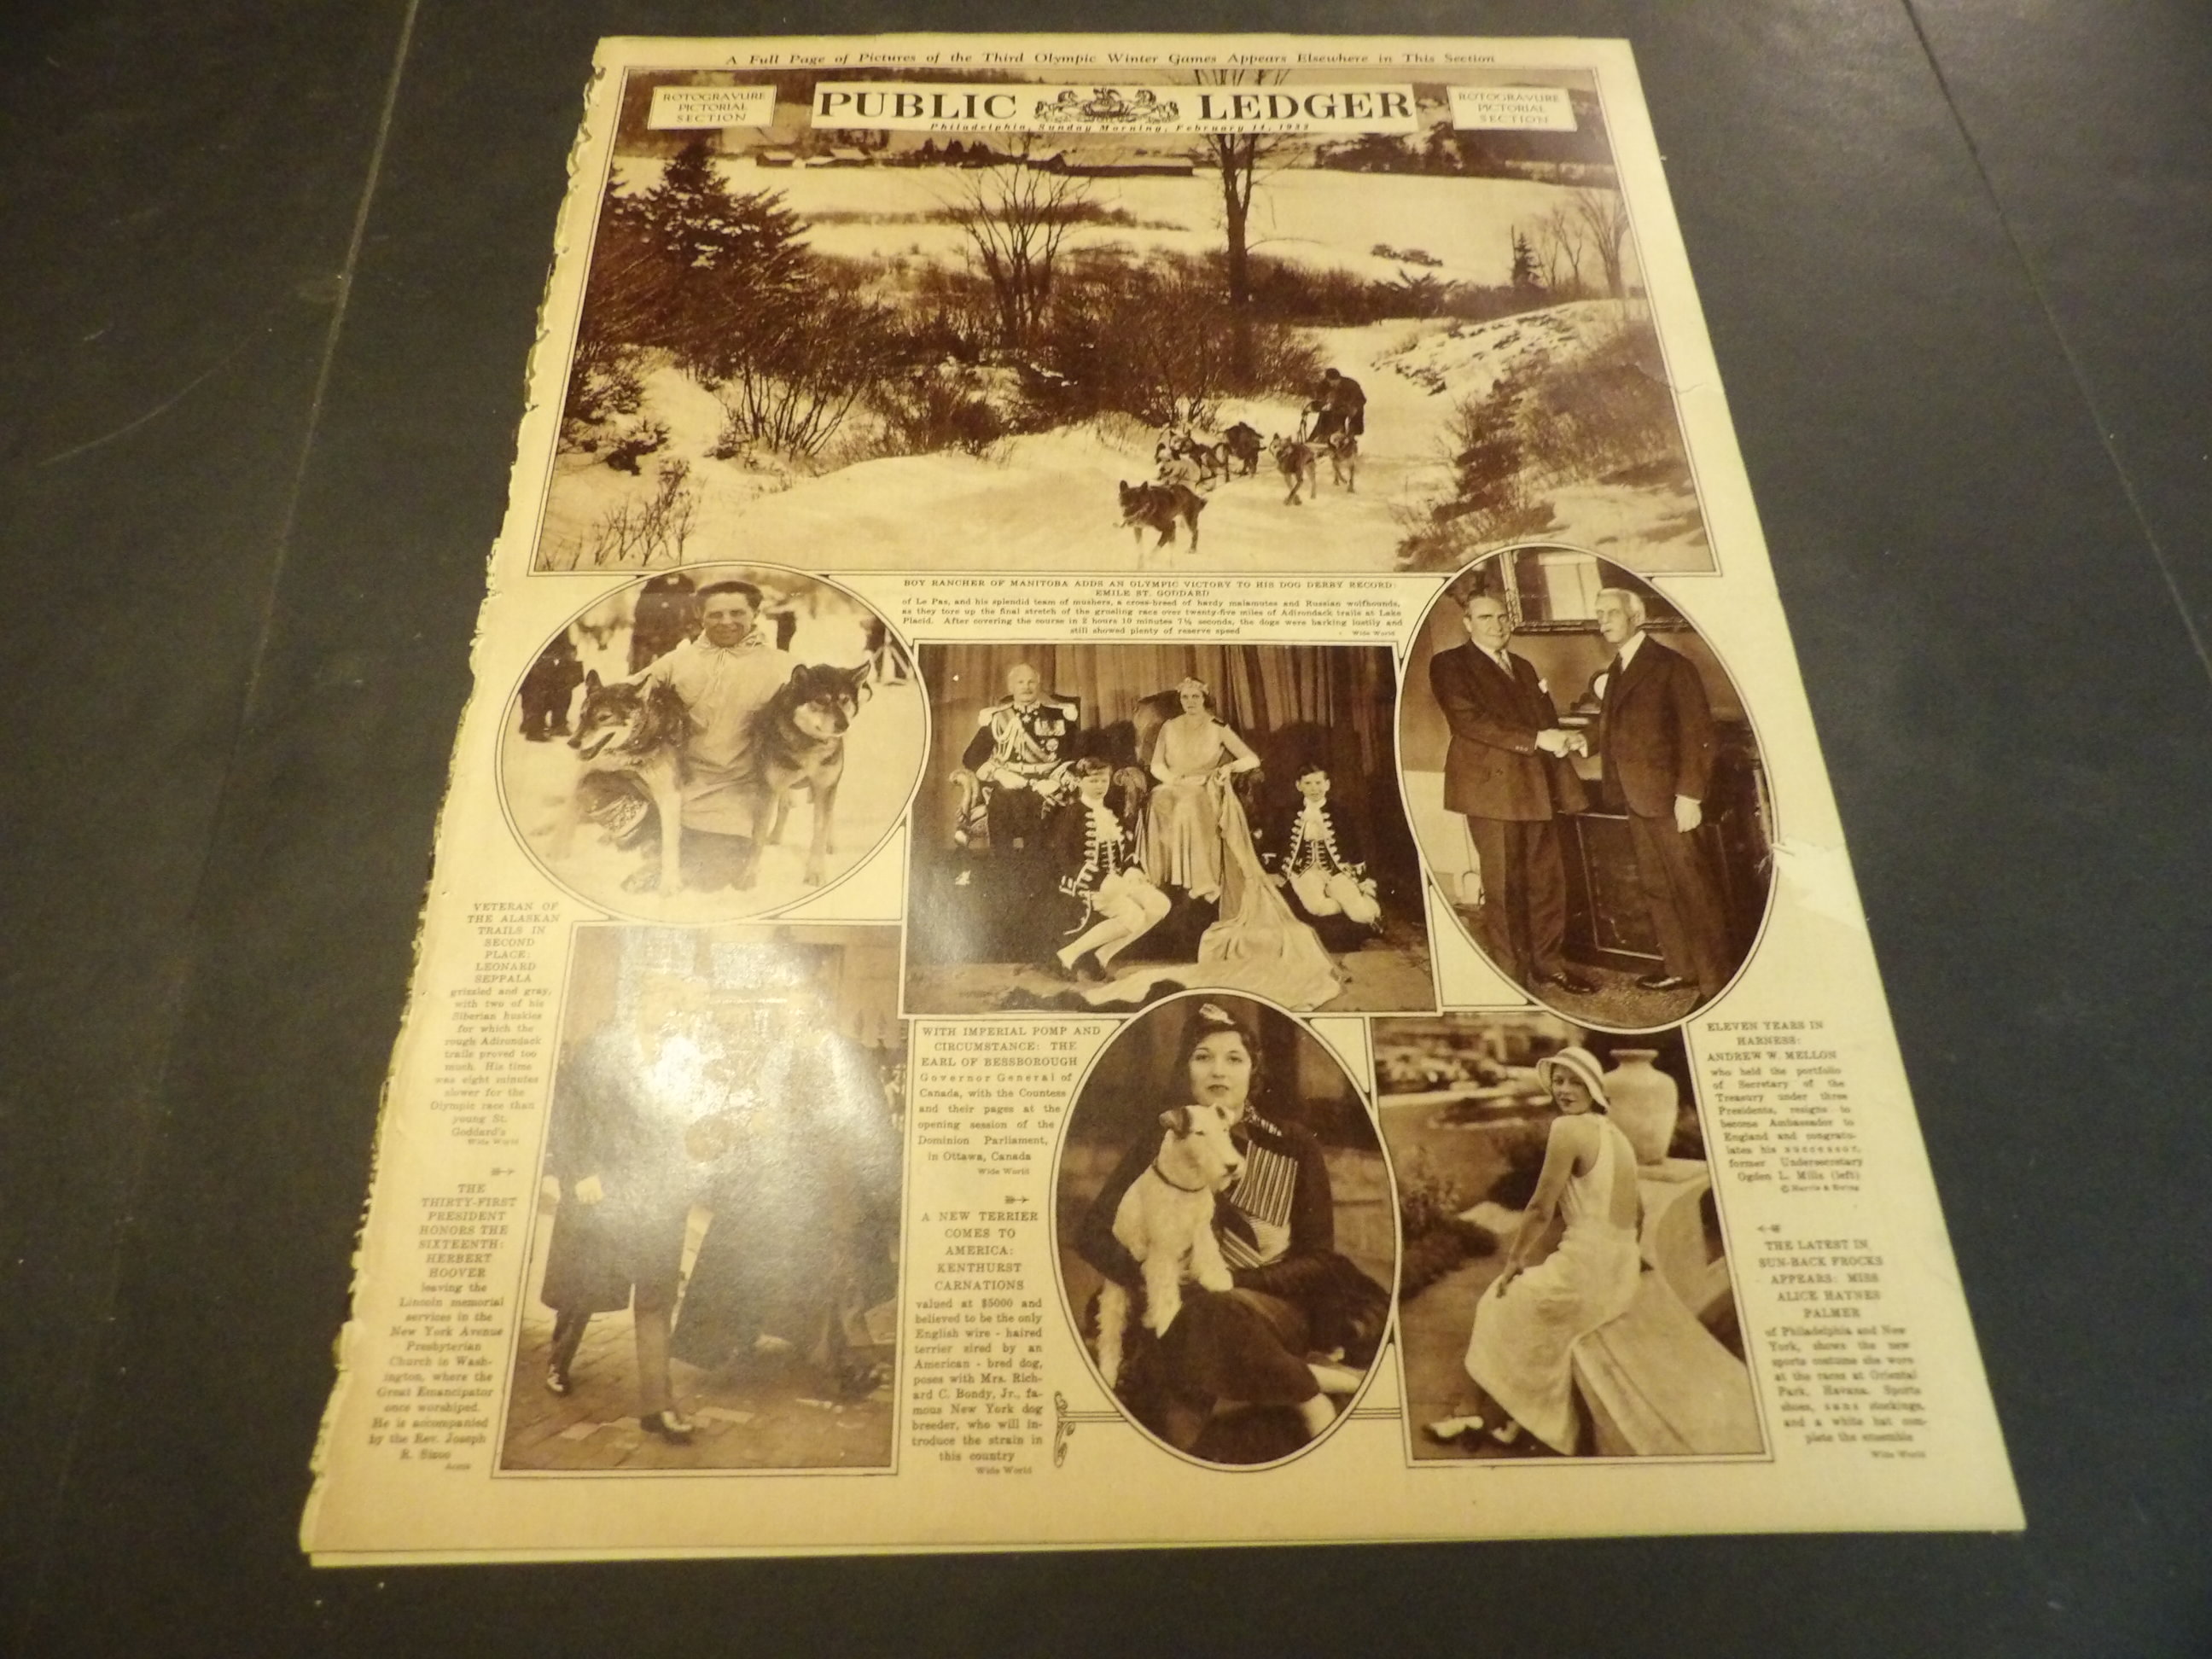 A Full Page of Pictures of the Third Olympic Winter Games Appears Elsewhere in This Section
ROTOGRAVURE
PICTORIAL
SECTION
PUBLIC LEDGER
ROTOGRAVURE
PICTORIAL
SECTION
Philadelphia, Sunday Morning, February 14, 1932
BOY RANCHER OF MANITOBA ADDS AN OLYMPIC VICTORY TO HIS DOG DERBY RECORD:
EMILE ST. GODDARD
of Le Pas, and his splendid team of mushers, a cross-breed of hardy malamutes and Russian wolfhounds,
as they tore up the final stretch of the grueling race over twenty-five miles of Adirondack trails at Lake
Placid. After covering the course in 2 hours 10 minutes 7½ seconds, the dogs were barking lustily and
still showed plenty of reserve speed
Wide World
VETERAN OF
THE ALASKAN
TRAILS IN
SECOND
PLACE:
LEONARD
SEPPALA
grizzled and gray,
with two of his
Siberian huskies
for which the
rough Adirondack
trails proved too
much. His time
was eight minutes
slower for the
Olympic race than
young St.
Goddard's
Wide World
THE
THIRTY-FIRST
PRESIDENT
HONORS THE
SIXTEENTH:
HERBERT
HOOVER
leaving the
Lincoln memorial
services in the
New York Avenue
Presbyterian
Church in Wash-
ington, where the
Great Emancipator
once worshiped.
He is accompanied
by the Rev. Joseph
R. Sizoo
Acme
WITH IMPERIAL POMP AND
CIRCUMSTANCE: THE
EARL OF BESSBOROUGH
Governor General of
Canada, with the Countess
and their pages at the
opening session of the
Dominion Parliament,
in Ottawa, Canada
Wide World
A NEW TERRIER
COMES TO
AMERICA:
KENTHURST
CARNATIONS
valued at $5000 and
believed to be the only
English wire-haired
terrier sired by an
American-bred dog,
poses with Mrs. Rich-
ard C. Bondy, Jr., fa-
mous New York dog
breeder, who will in-
troduce the strain in
this country
Wide World
ELEVEN YEARS IN
HARNESS:
ANDREW W. MELLON
who held the portfolio
of Secretary of the
Treasury under three
Presidents, resigns to
become Ambassador to
England and congratu-
lates his successor,
former Undersecretary
Ogden L. Mills (left)
© Harris & Ewing
THE LATEST IN
SUN-BACK FROCKS
APPEARS: MISS
ALICE HAYNES
PALMER
of Philadelphia and New
York, shows the new
sports costume she wore
at the races at Oriental
Park, Havana. Sports
shoes, sans stockings,
and a white hat com-
plete the ensemble
Wide World